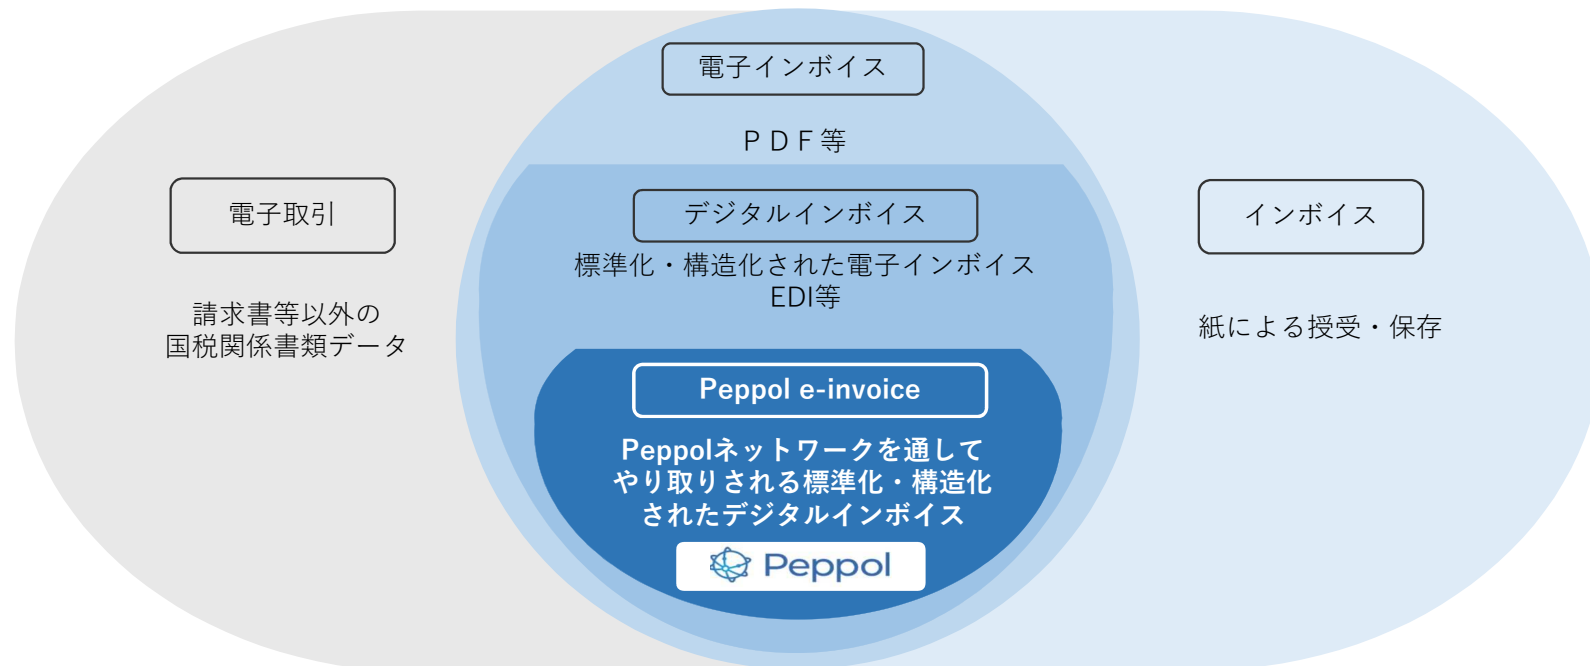 電子インボイス
ＰＤＦ等
電子取引
請求書等以外の
国税関係書類データ
デジタルインボイス
標準化・構造化された電子インボイス
EDI等
Peppol e-invoice
Peppolネットワークを通して
やり取りされる標準化・構造化
されたデジタルインボイス
Peppol
インボイス
紙による授受・保存